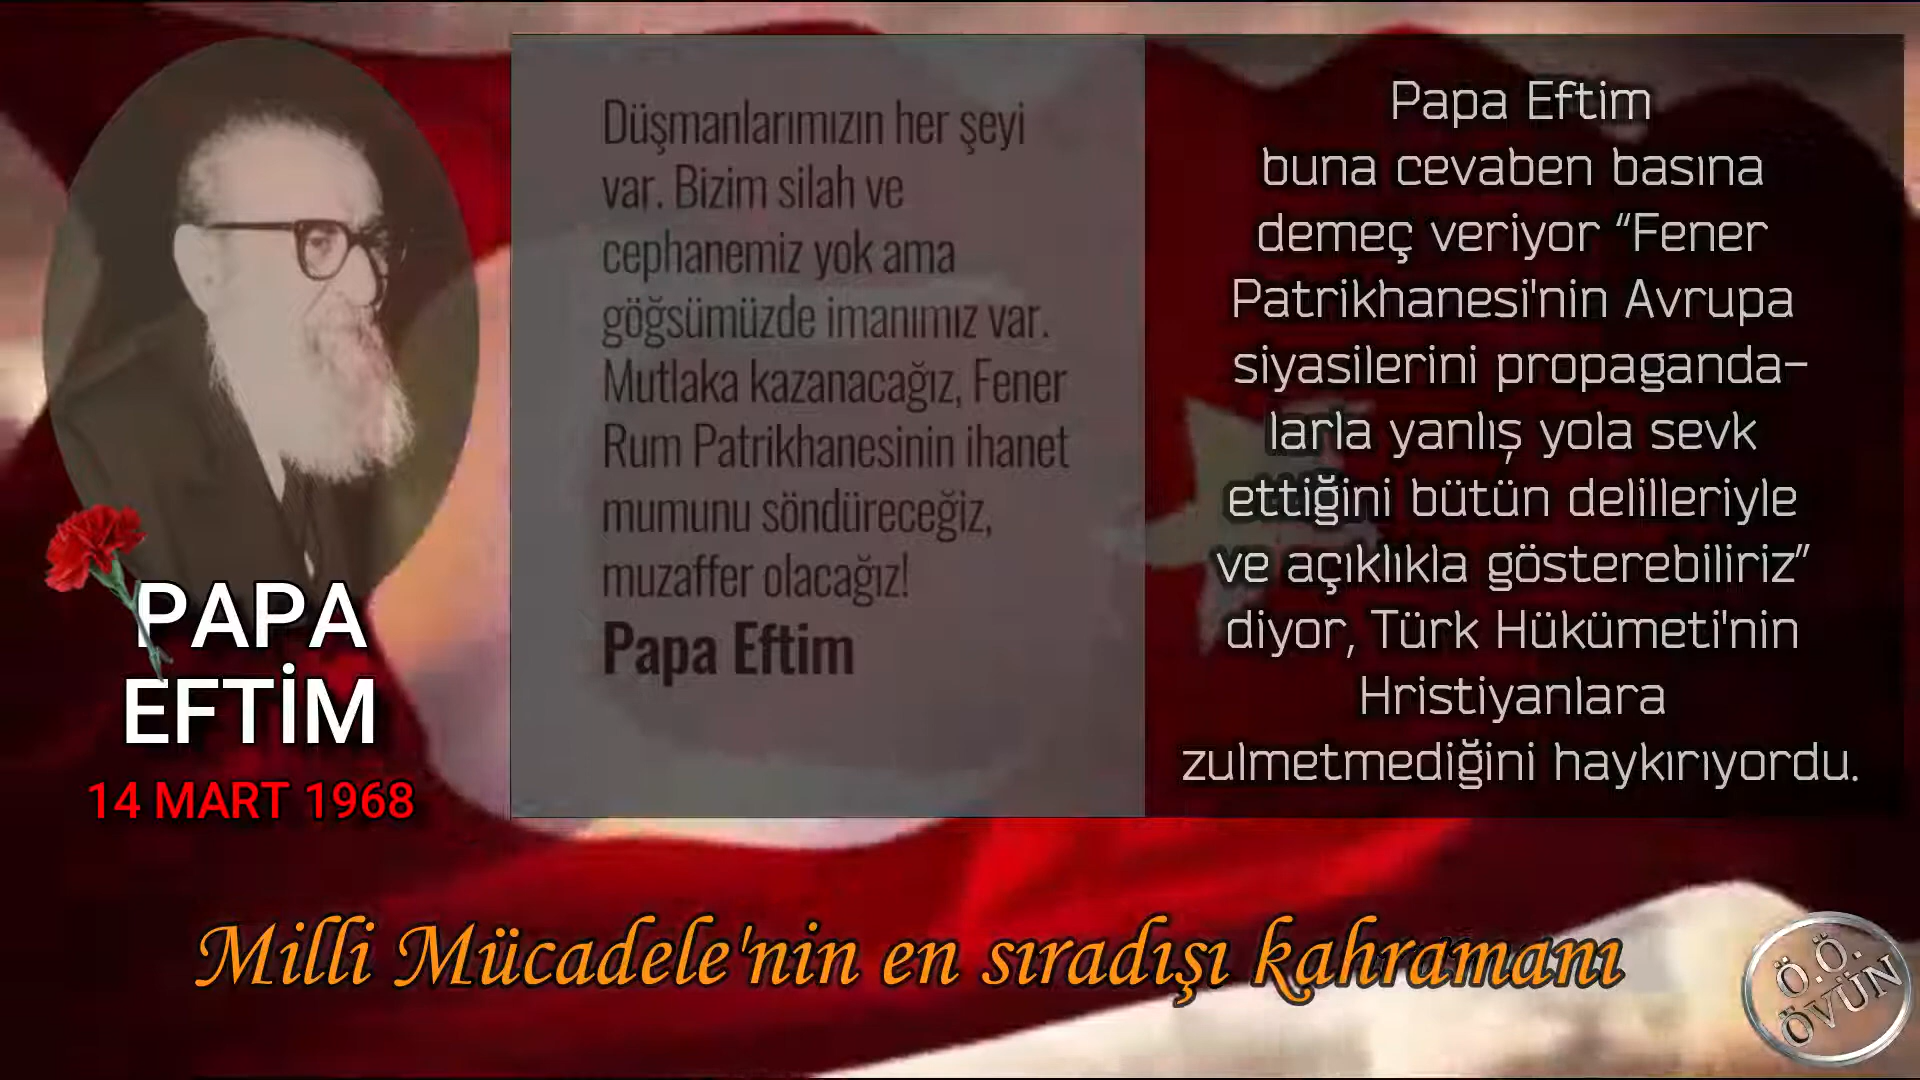 PAPA
EFTİM
14 MART 1968
Düşmanlarımızın her şeyi
var. Bizim silah ve
cephanemiz yok ama
göğsümüzde imanımız var.
Mutlaka kazanacağız, Fener
Rum Patrikhanesinin ihanet
mumunu söndüreceğiz,
muzaffer olacağız!
Papa Eftim
Papa Eftim
buna cevaben basına
demeç veriyor “Fener
Patrikhanesi'nin Avrupa
siyasilerini propaganda-
larla yanlış yola sevk
ettiğini bütün delilleriyle
ve açıklıkla gösterebiliriz”
diyor, Türk Hükümeti'nin
Hristiyanlara
zulmetmediğini haykırıyordu.
Milli Mücadele'nin en sıradışı kahramanı
Ö.Ö.
ÖVÜN